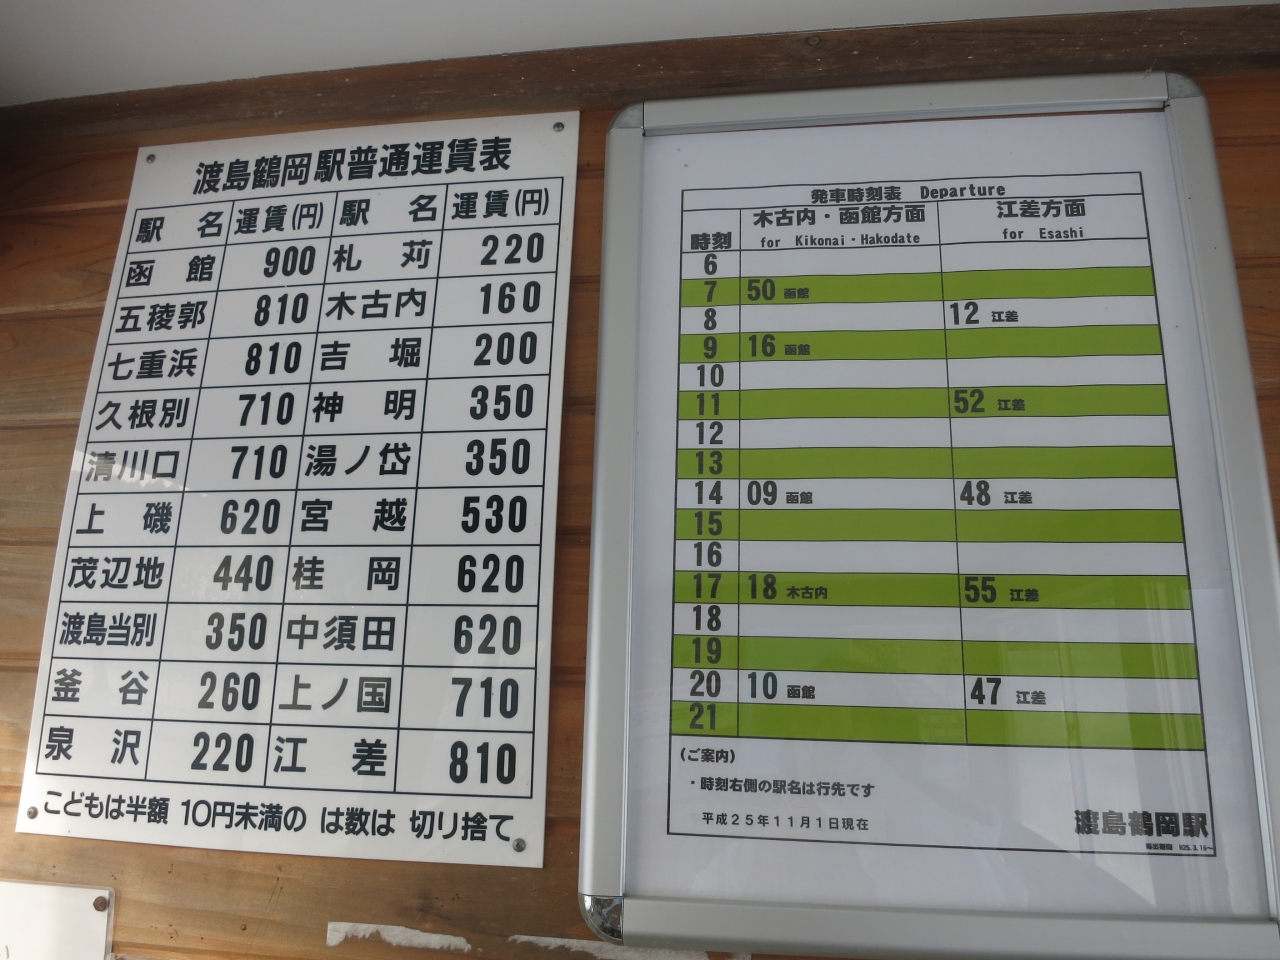 渡島鶴岡駅普通運賃表
駅名 運賃(円) 駅名 運賃(円)
函館 900 札苅 220
五稜郭 810 木古内 160
七重浜 810 吉堀 200
久根別 710 神明 350
清川口 710 湯ノ岱 350
上磯 620 宮越 530
茂辺地 440 桂岡 620
渡島当別 350 中須田 620
釜谷 260 上ノ国 710
泉沢 220 江差 810
こどもは半額 10円未満の は数は 切り捨て
発車時刻表 Departure
時刻 木古内・函館方面 江差方面
for Kikonai・Hakodate for Esashi
6
7 50 函館
8 12 江差
9 16 函館
10
11 52 江差
12
13
14 09 函館 48 江差
15
16
17 18 木古内 55 江差
18
19
20 10 函館 47 江差
21
(ご案内)
・時刻右側の駅名は行先です
平成25年11月1日現在
渡島鶴岡駅